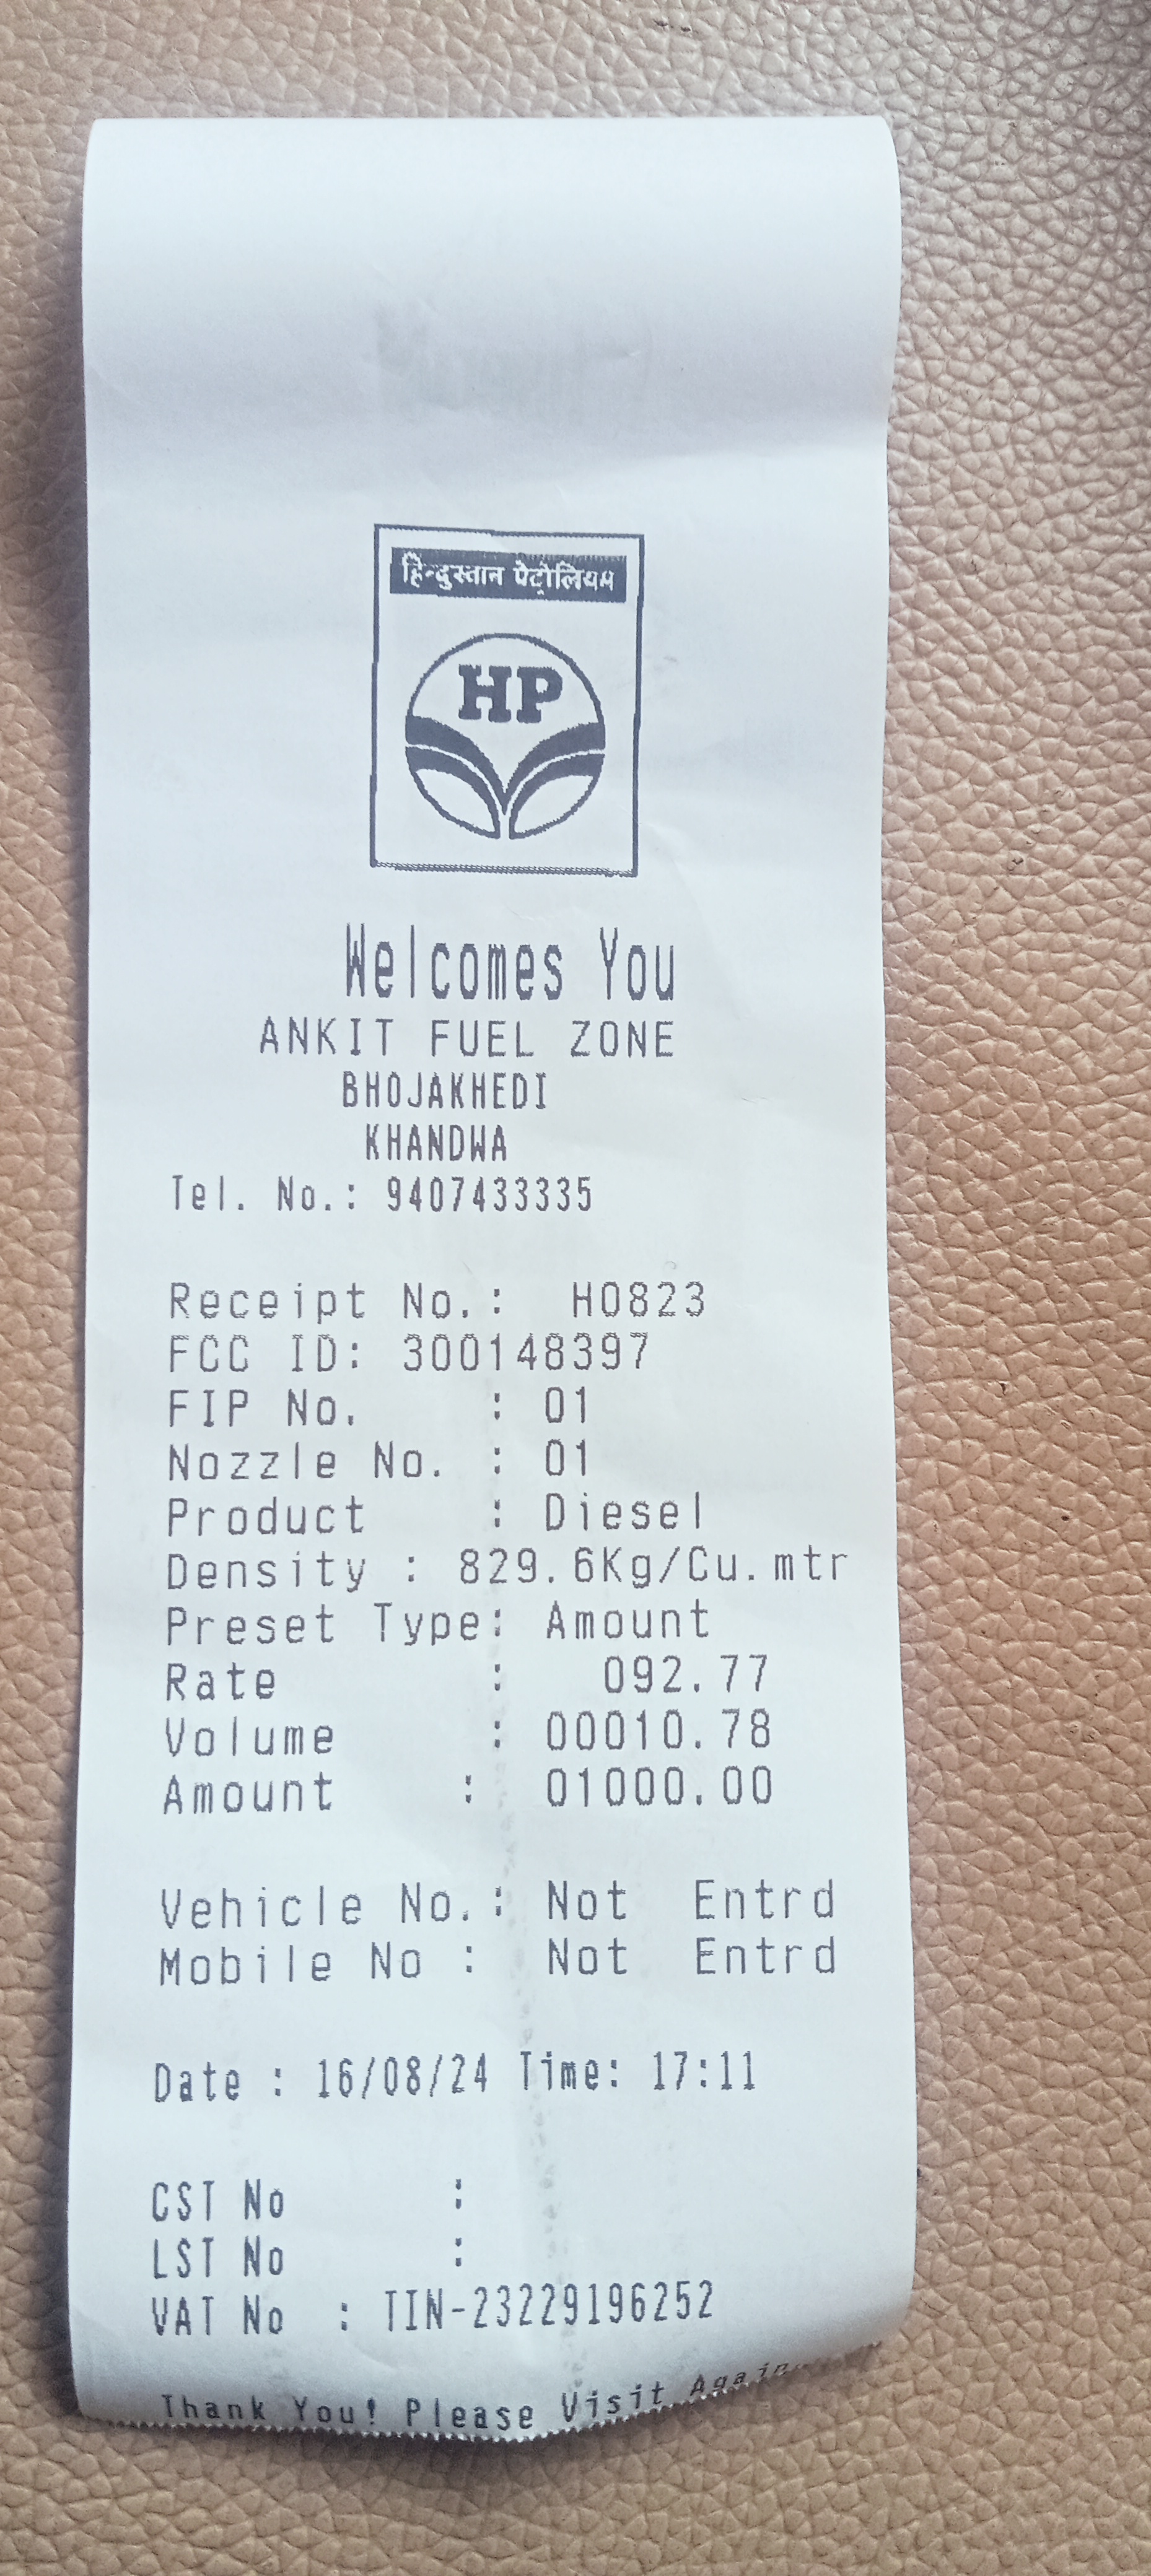 हिन्दुस्तान पेट्रोलियम
HP
Welcomes You
ANKIT FUEL ZONE
BHOJAKHEDI
KHANDWA
Tel. No.: 9407433335
Receipt No.: H0823
FCC ID: 300148397
FIP No. : 01
Nozzle No. : 01
Product : Diesel
Density : 829.6Kg/Cu.mtr
Preset Type: Amount
Rate : 092.77
Volume : 00010.78
Amount : 01000.00
Vehicle No.: Not Entrd
Mobile No : Not Entrd
Date : 16/08/24 Time: 17:11
CST No :
LST No :
VAT No : TIN-23229196252
Thank You! Please Visit Again